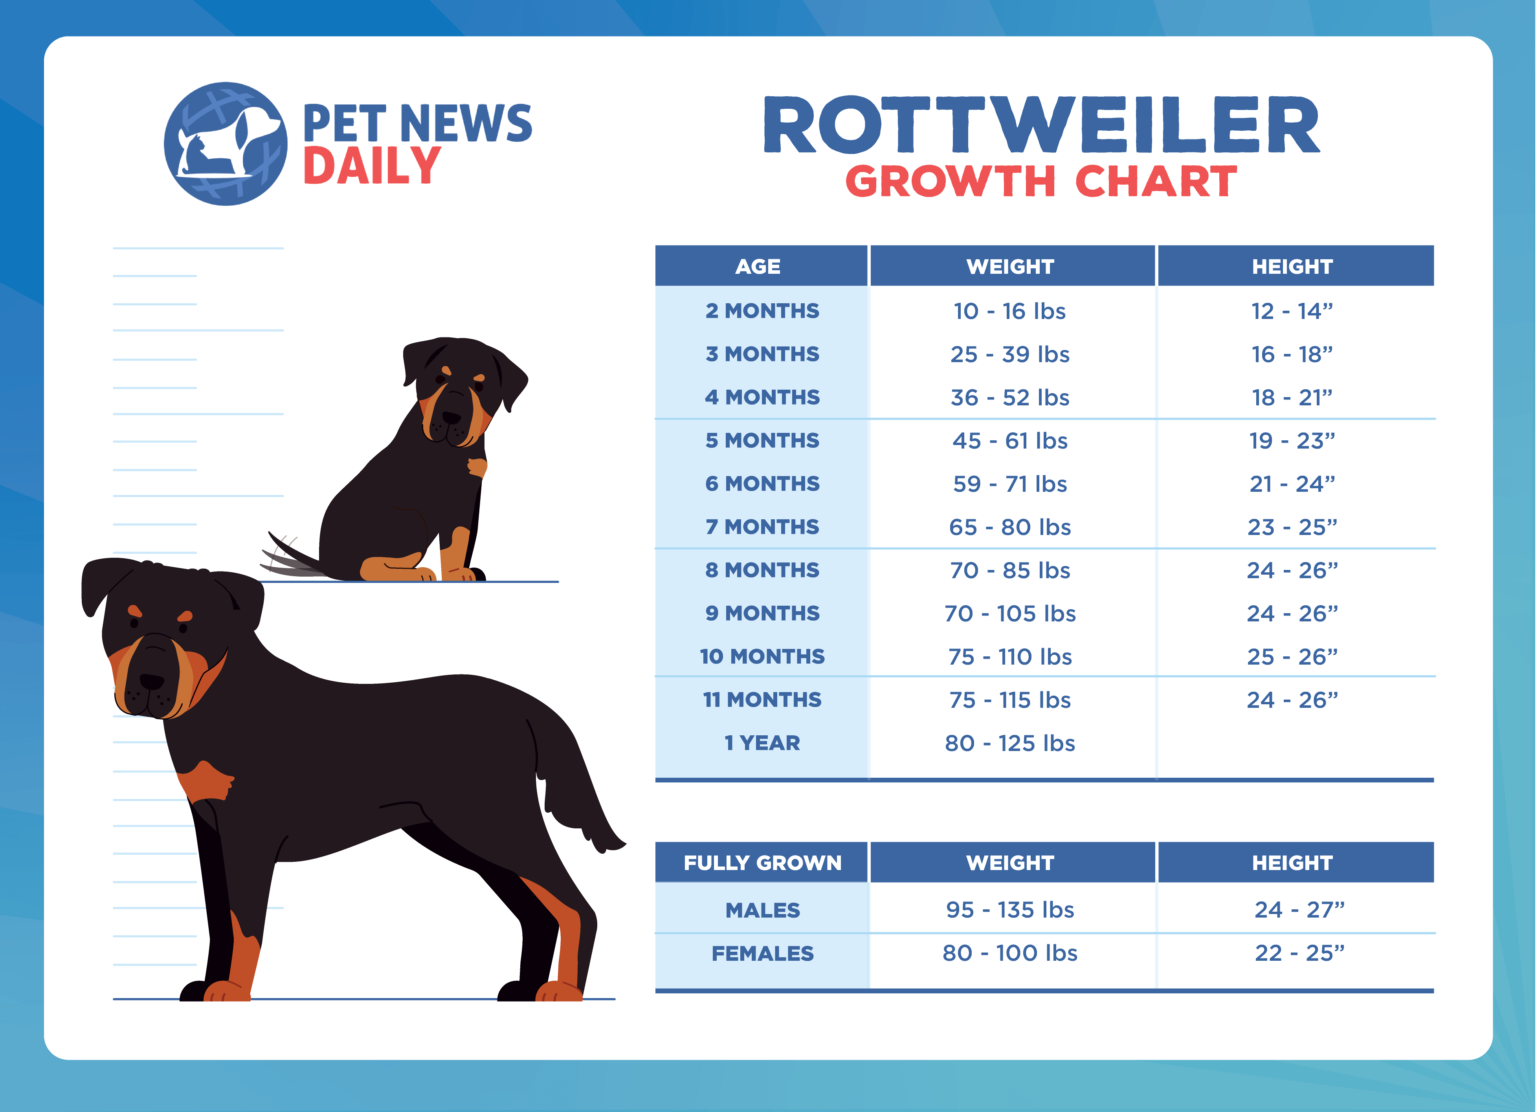 PET NEWS
DAILY
ROTTWEILER
GROWTH CHART
AGE WEIGHT HEIGHT
2 MONTHS 10 - 16 lbs 12 - 14”
3 MONTHS 25 - 39 lbs 16 - 18”
4 MONTHS 36 - 52 lbs 18 - 21”
5 MONTHS 45 - 61 lbs 19 - 23”
6 MONTHS 59 - 71 lbs 21 - 24”
7 MONTHS 65 - 80 lbs 23 - 25”
8 MONTHS 70 - 85 lbs 24 - 26”
9 MONTHS 70 - 105 lbs 24 - 26”
10 MONTHS 75 - 110 lbs 25 - 26”
11 MONTHS 75 - 115 lbs 24 - 26”
1 YEAR 80 - 125 lbs
FULLY GROWN WEIGHT HEIGHT
MALES 95 - 135 lbs 24 - 27”
FEMALES 80 - 100 lbs 22 - 25”